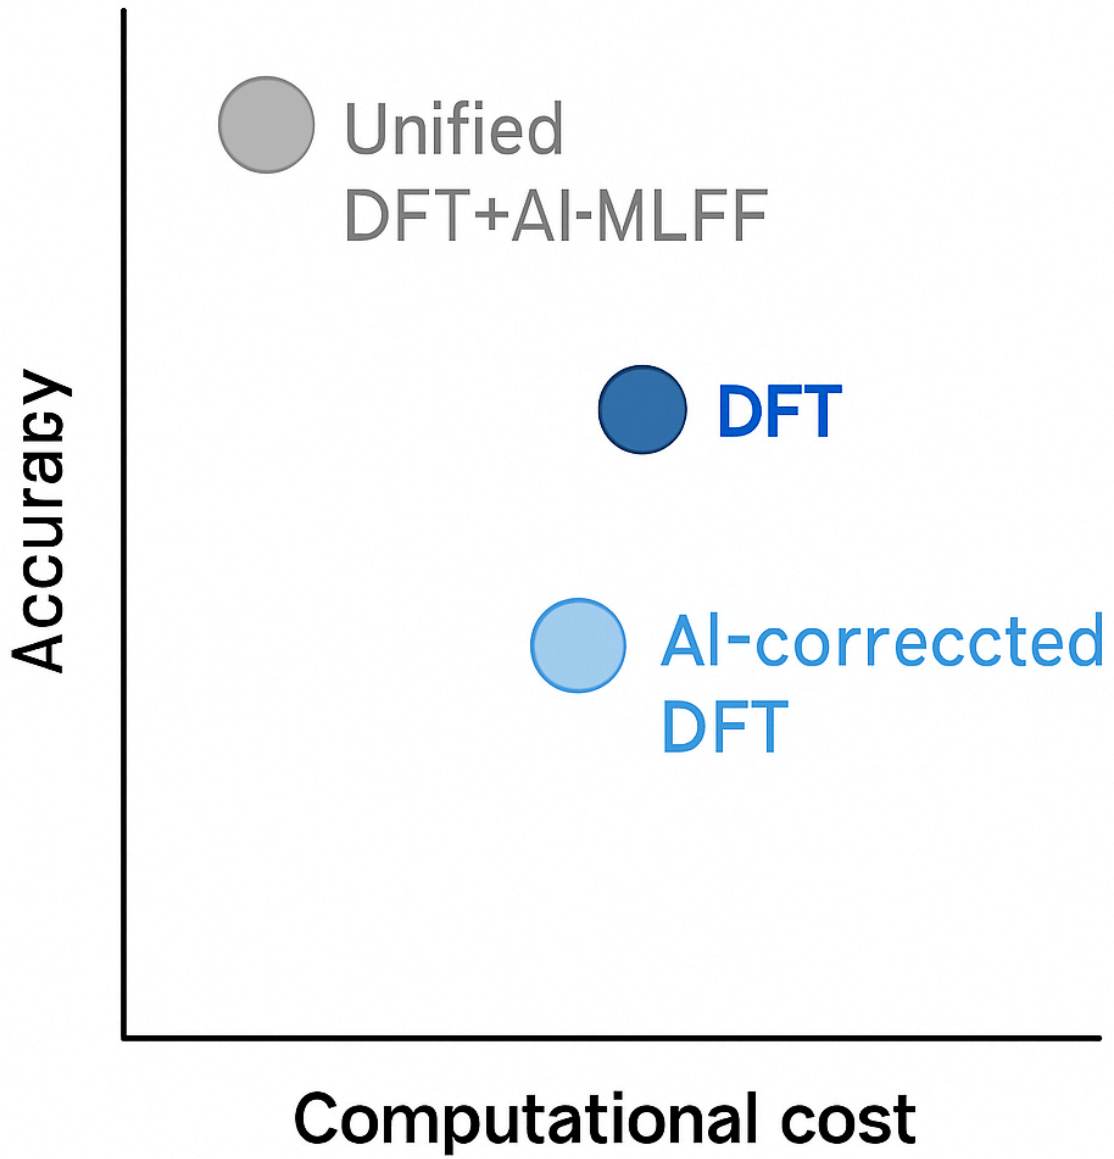 Unified
DFT+AI-MLFF
DFT
AI-correccted
DFT
Accuracy
Computational cost